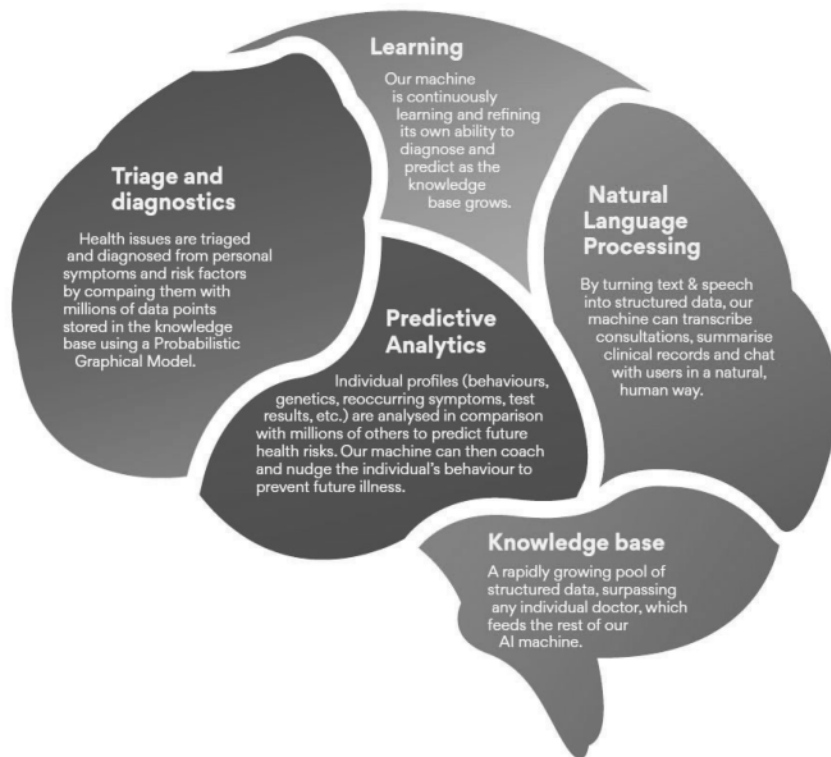 Learning
Our machine
is continuously
learning and refining
its own ability to
diagnose and
predict as the
knowledge
base grows.
Triage and
diagnostics
Health issues are triaged
and diagnosed from personal
symptoms and risk factors
by compaing them with
millions of data points
stored in the knowledge
base using a Probabilistic
Graphical Model.
Natural
Language
Processing
By turning text & speech
into structured data, our
machine can transcribe
consultations, summarise
clinical records and chat
with users in a natural,
human way.
Predictive
Analytics
Individual profiles (behaviours,
genetics, reoccurring symptoms, test
results, etc.) are analysed in comparison
with millions of others to predict future
health risks. Our machine can then coach
and nudge the individual's behaviour to
prevent future illness.
Knowledge base
A rapidly growing pool of
structured data, surpassing
any individual doctor, which
feeds the rest of our
AI machine.